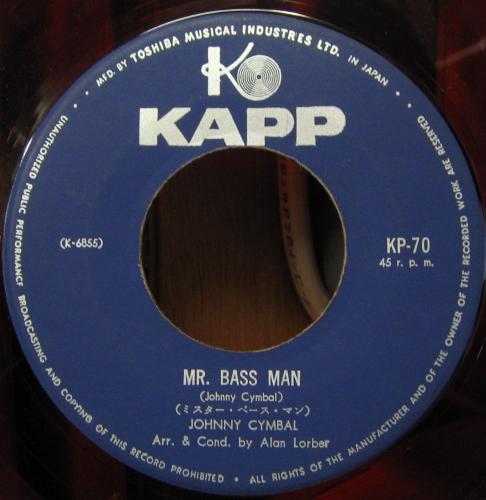 • MFD. BY TOSHIBA MUSICAL INDUSTRIES LTD. IN JAPAN •
KAPP
(K-6855)
KP-70
45 r. p. m.
MR. BASS MAN
(Johnny Cymbal)
(ミスター・ベース・マン)
JOHNNY CYMBAL
Arr. & Cond. by Alan Lorber
UNAUTHORIZED PUBLIC PERFORMANCE BROADCASTING AND COPYING OF THIS RECORD PROHIBITED • ALL RIGHTS OF THE MANUFACTURER AND OF THE OWNER OF THE RECORDED WORK ARE RESERVED